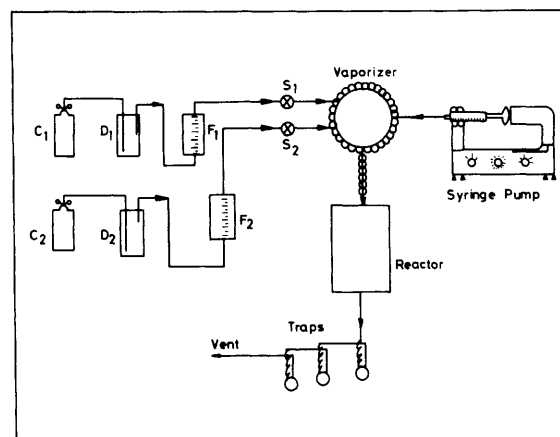 S1
Vaporizer
C1
D1
F1
S2
Syringe Pump
C2
D2
F2
Reactor
Traps
Vent